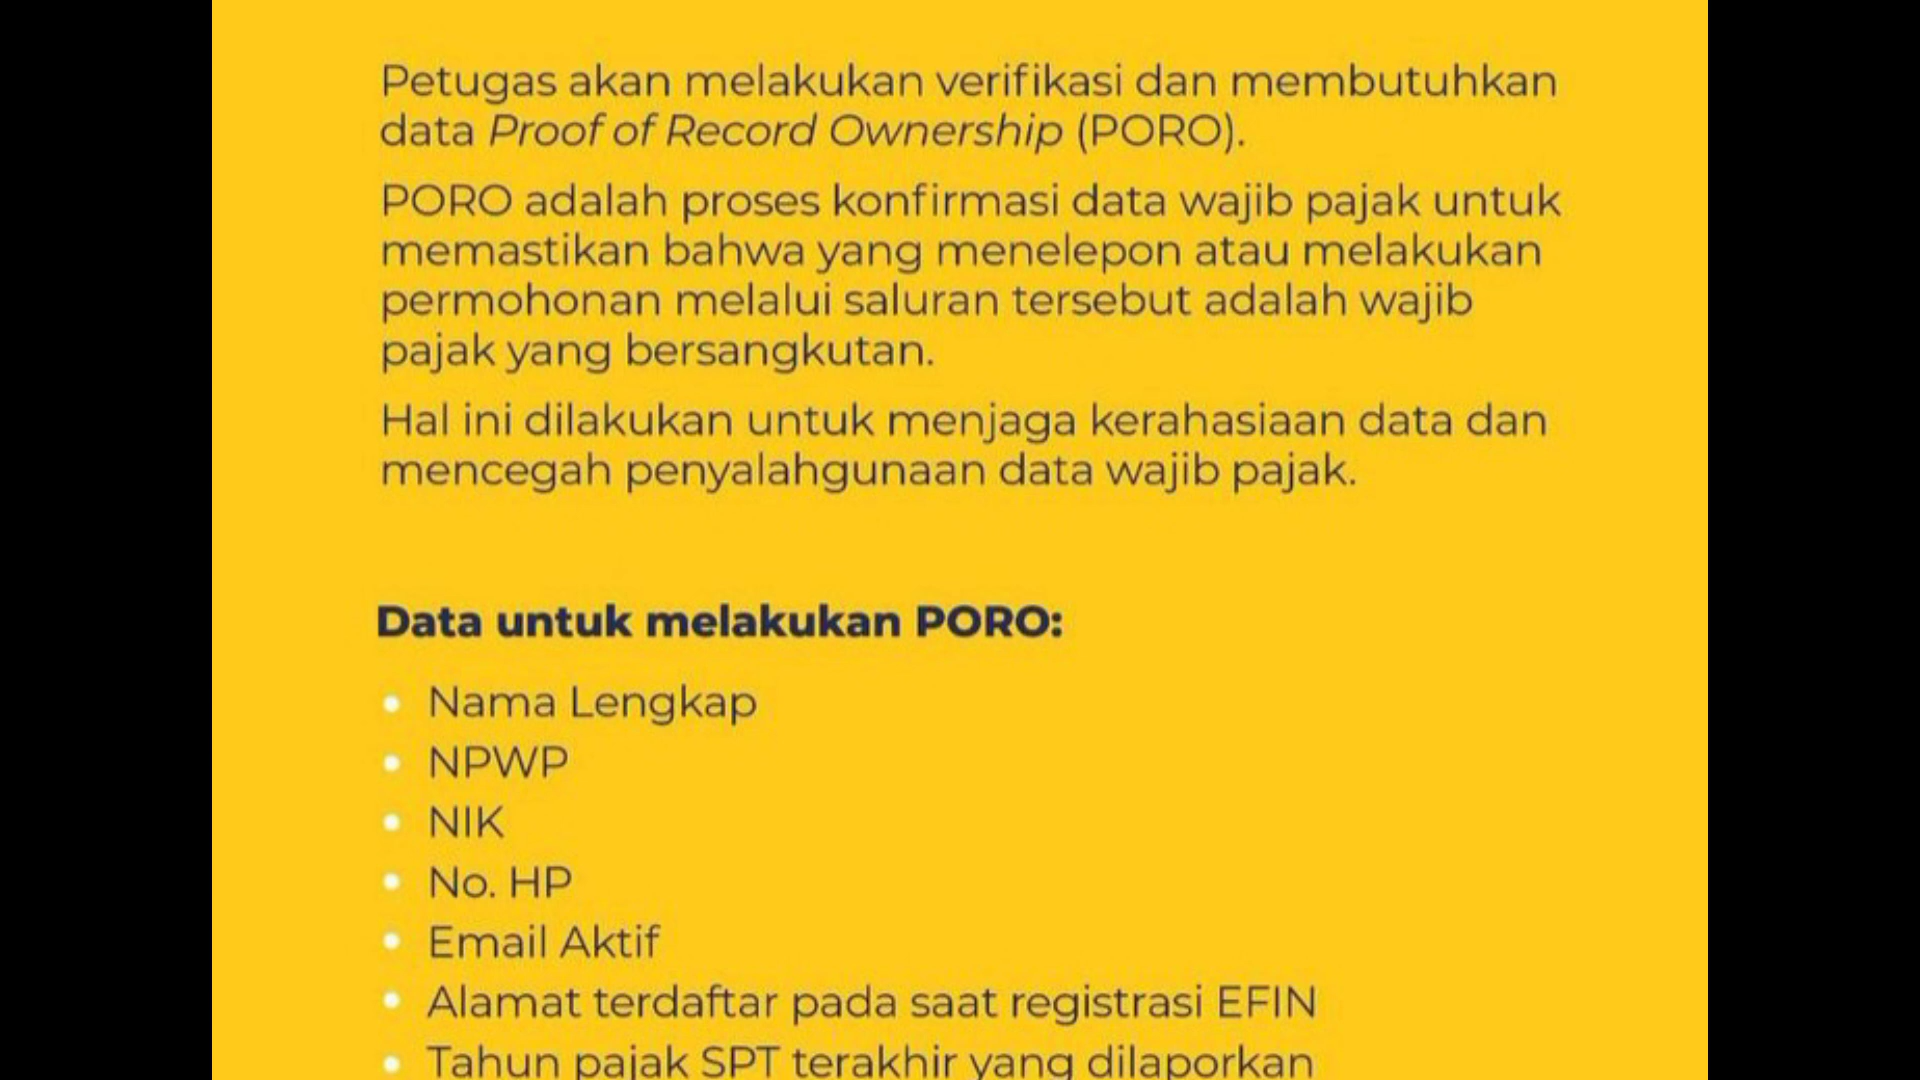 Petugas akan melakukan verifikasi dan membutuhkan
data Proof of Record Ownership (PORO).
PORO adalah proses konfirmasi data wajib pajak untuk
memastikan bahwa yang menelepon atau melakukan
permohonan melalui saluran tersebut adalah wajib
pajak yang bersangkutan.
Hal ini dilakukan untuk menjaga kerahasiaan data dan
mencegah penyalahgunaan data wajib pajak.
Data untuk melakukan PORO:
• Nama Lengkap
• NPWP
• NIK
• No. HP
• Email Aktif
• Alamat terdaftar pada saat registrasi EFIN
• Tahun pajak SPT terakhir yang dilaporkan